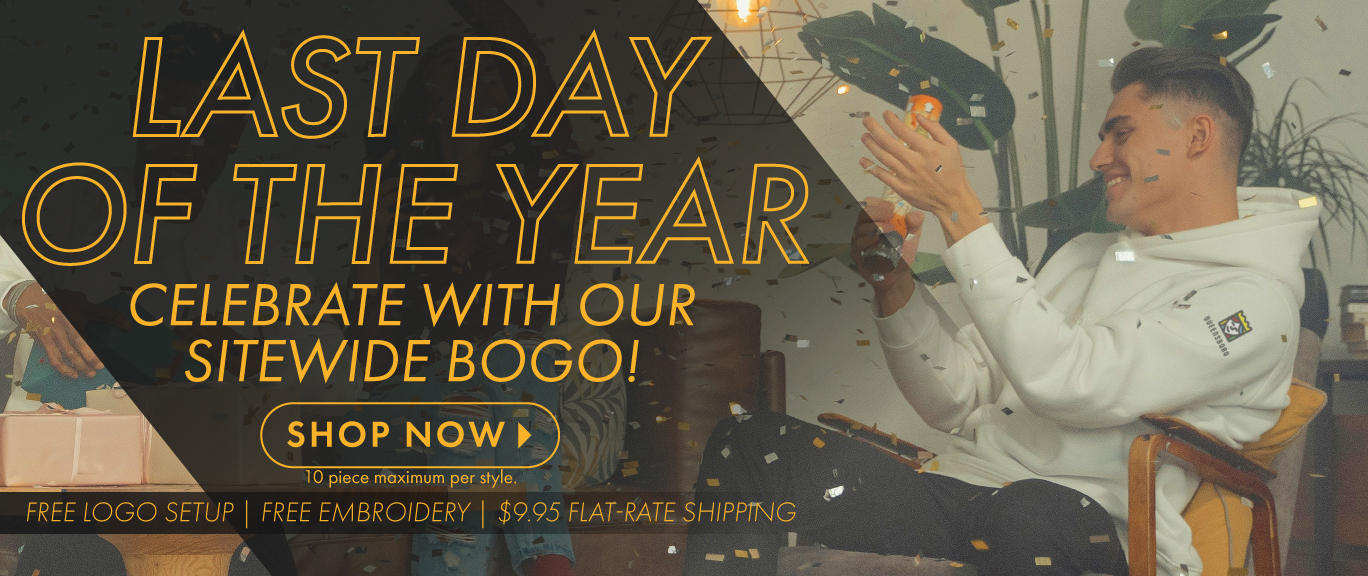 LAST DAY
OF THE YEAR
CELEBRATE WITH OUR
SITEWIDE BOGO!
SHOP NOW
10 piece maximum per style.
FREE LOGO SETUP | FREE EMBROIDERY | $9.95 FLAT-RATE SHIPPING
QUEENSBORO